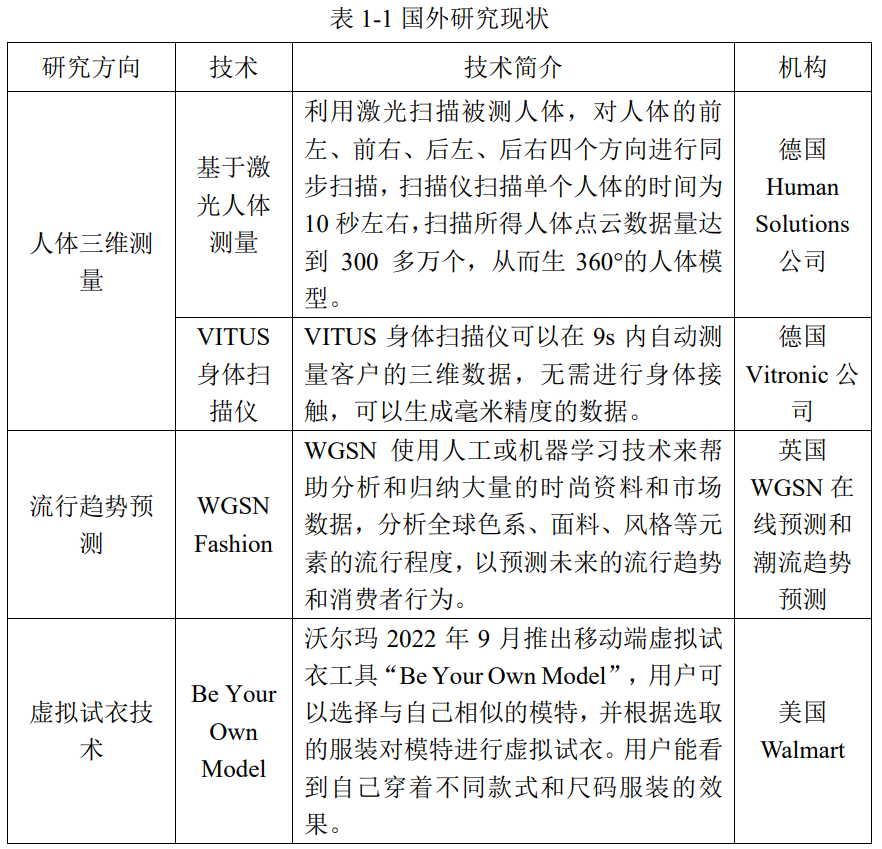 表 1-1 国外研究现状
研究方向
技术
技术简介
机构
人体三维测
量
基于激
光人体
测量
利用激光扫描被测人体，对人体的前
左、前右、后左、后右四个方向进行同
步扫描，扫描仪扫描单个人体的时间为
10 秒左右，扫描所得人体点云数据量达
到 300 多万个，从而生 360°的人体模
型。
德国
Human
Solutions
公司
VITUS
身体扫
描仪
VITUS 身体扫描仪可以在 9s 内自动测
量客户的三维数据，无需进行身体接
触，可以生成毫米精度的数据。
德国
Vitronic 公
司
流行趋势预
测
WGSN
Fashion
WGSN 使用人工或机器学习技术来帮
助分析和归纳大量的时尚资料和市场
数据，分析全球色系、面料、风格等元
素的流行程度，以预测未来的流行趋势
和消费者行为。
英国
WGSN 在
线预测和
潮流趋势
预测
虚拟试衣技
术
Be Your
Own
Model
沃尔玛 2022 年 9 月推出移动端虚拟试
衣工具“Be Your Own Model”，用户可
以选择与自己相似的模特，并根据选取
的服装对模特进行虚拟试衣。用户能看
到自己穿着不同款式和尺码服装的效
果。
美国
Walmart